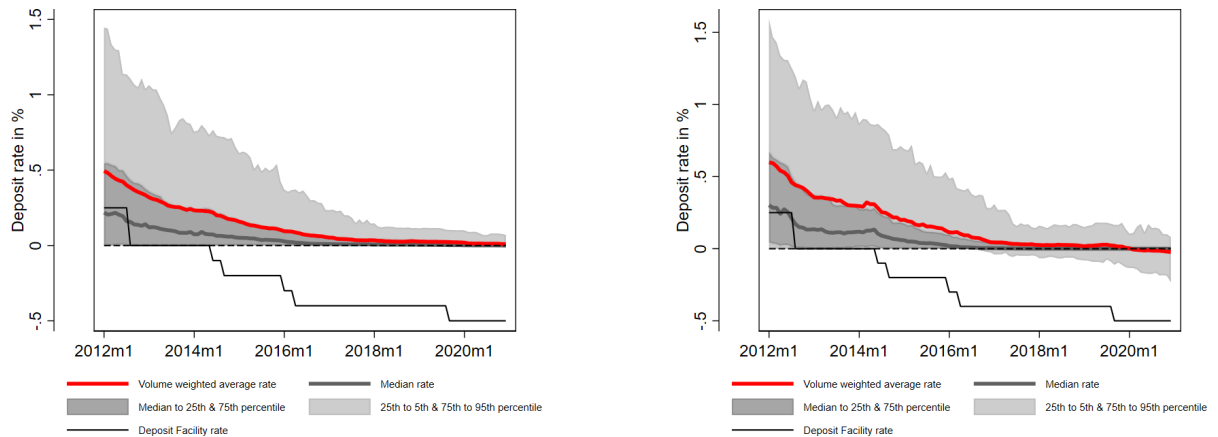 Deposit rate in %
1.5%
1
.5
0
-.5
2012m1 2014m1 2016m1 2018m1 2020m1
Volume weighted average rate Median rate
Median to 25th & 75th percentile 25th to 5th & 75th to 95th percentile
Deposit Facility rate
Deposit rate in %
1.5
1
.5
0
-.5
2012m1 2014m1 2016m1 2018m1 2020m1
Volume weighted average rate Median rate
Median to 25th & 75th percentile 25th to 5th & 75th to 95th percentile
Deposit Facility rate